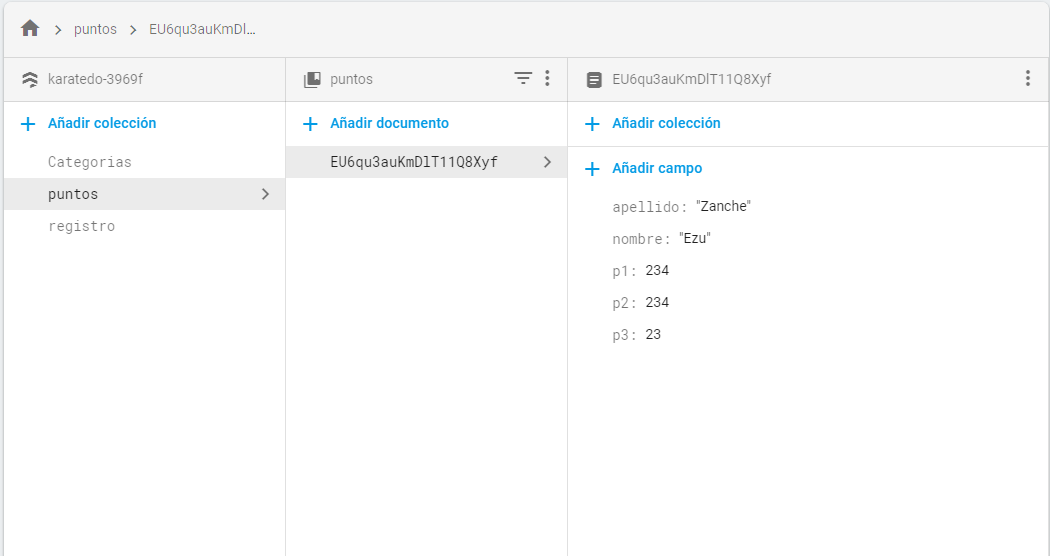 puntos EU6qu3auKmDl...
karatedo-3969f
Añadir colección
Categorias
puntos
registro
puntos
Añadir documento
EU6qu3auKmDlT11Q8Xyf
EU6qu3auKmDlT11Q8Xyf
Añadir colección
Añadir campo
apellido: "Zanche"
nombre: "Ezu"
p1: 234
p2: 234
p3: 23